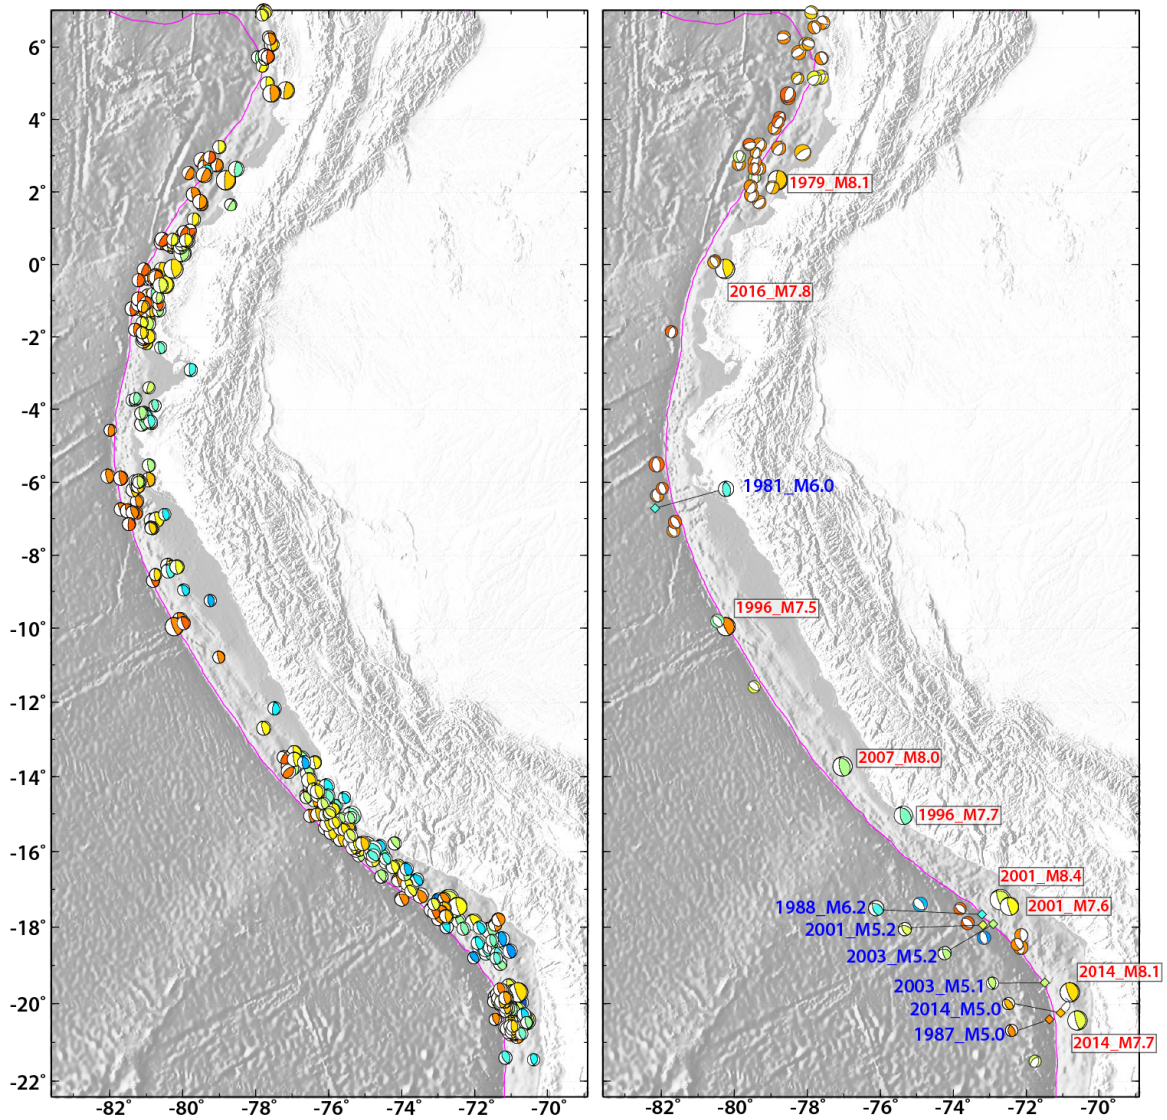 6°
4°
2°
0°
-2°
-4°
-6°
-8°
-10°
-12°
-14°
-16°
-18°
-20°
-22°
-82 -80 -78 -76 -74 -72 -70
1979_M8.1
2016_M7.8
1981_M6.0
1996_M7.5
2007_M8.0
1996_M7.7
2001_M8.4
1988_M6.2
2001_M7.6
2001_M5.2
2003_M5.2
2014_M8.1
2003_M5.1
2014_M5.0
1987_M5.0
2014_M7.7
-82 -80 -78 -76 -74 -72 -70